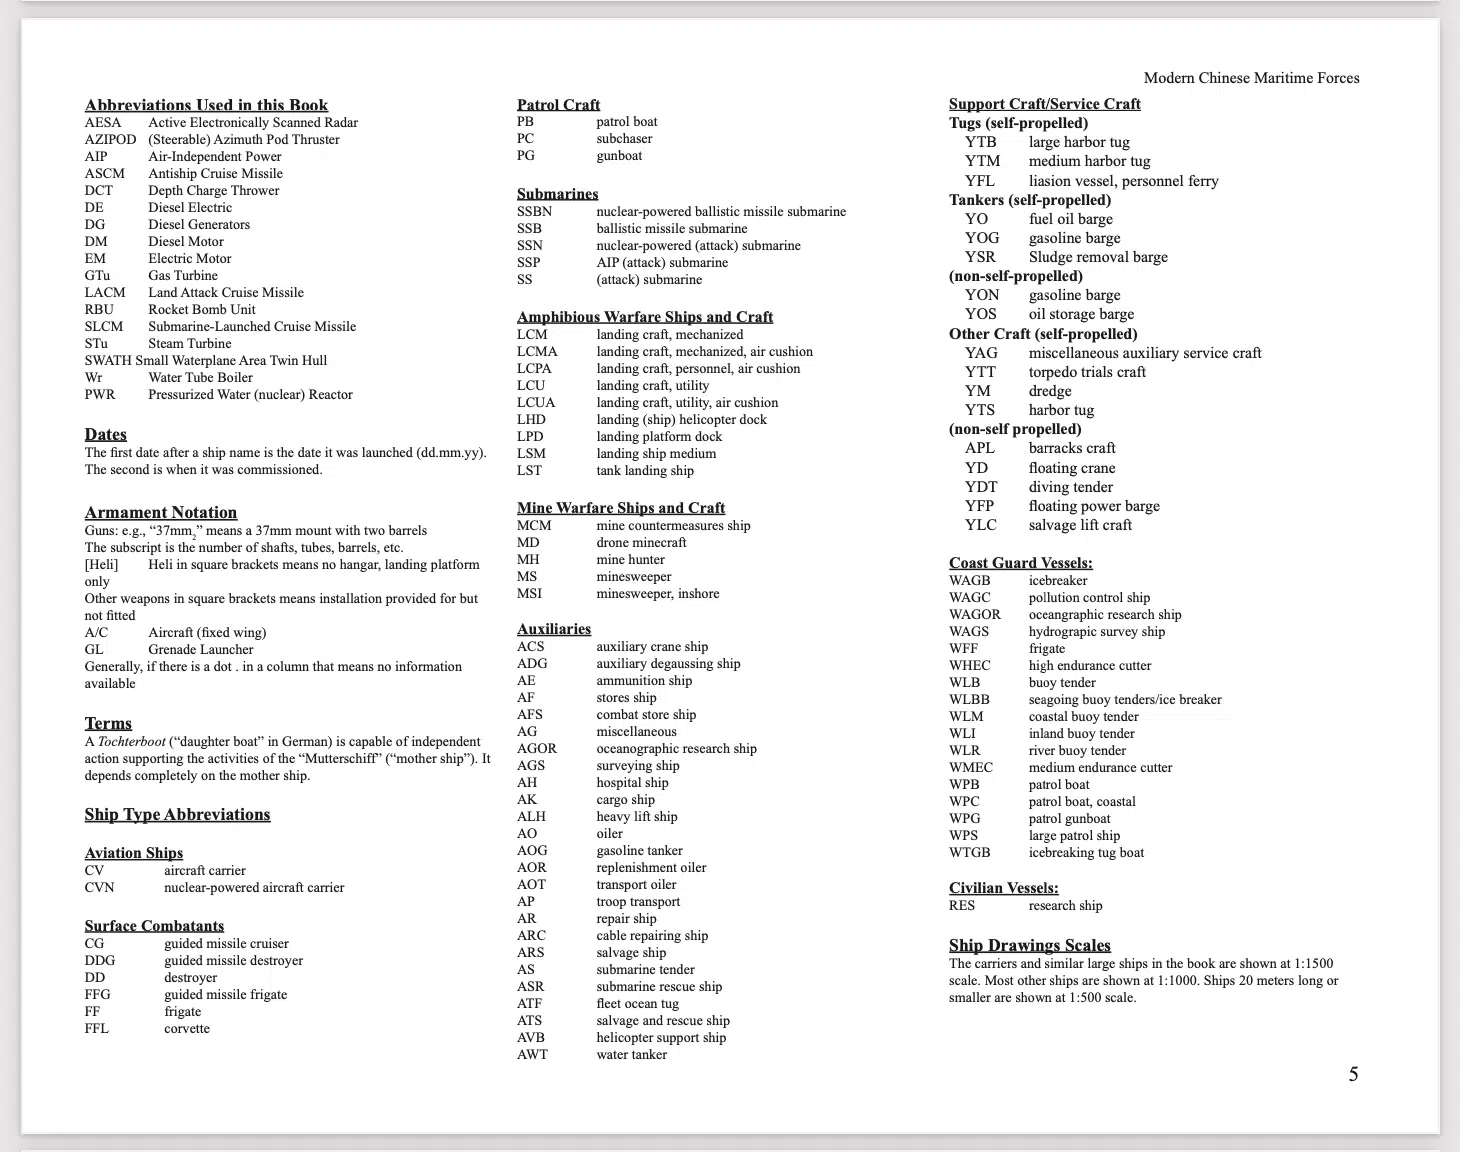 Modern Chinese Maritime Forces
Abbreviations Used in this Book
AESA Active Electronically Scanned Radar
AZIPOD (Steerable) Azimuth Pod Thruster
AIP Air-Independent Power
ASCM Antiship Cruise Missile
DCT Depth Charge Thrower
DE Diesel Electric
DG Diesel Generators
DM Diesel Motor
EM Electric Motor
GTu Gas Turbine
LACM Land Attack Cruise Missile
RBU Rocket Bomb Unit
SLCM Submarine-Launched Cruise Missile
STu Steam Turbine
SWATH Small Waterplane Area Twin Hull
Wr Water Tube Boiler
PWR Pressurized Water (nuclear) Reactor
Dates
The first date after a ship name is the date it was launched (dd.mm.yy).
The second is when it was commissioned.
Armament Notation
Guns: e.g., “37mm₂” means a 37mm mount with two barrels
The subscript is the number of shafts, tubes, barrels, etc.
[Heli] Heli in square brackets means no hangar, landing platform
only
Other weapons in square brackets means installation provided for but
not fitted
A/C Aircraft (fixed wing)
GL Grenade Launcher
Generally, if there is a dot . in a column that means no information
available
Terms
A Tochterboot (“daughter boat” in German) is capable of independent
action supporting the activities of the “Mutterschiff” (“mother ship”). It
depends completely on the mother ship.
Ship Type Abbreviations
Aviation Ships
CV aircraft carrier
CVN nuclear-powered aircraft carrier
Surface Combatants
CG guided missile cruiser
DDG guided missile destroyer
DD destroyer
FFG guided missile frigate
FF frigate
FFL corvette
Patrol Craft
PB patrol boat
PC subchaser
PG gunboat
Submarines
SSBN nuclear-powered ballistic missile submarine
SSB ballistic missile submarine
SSN nuclear-powered (attack) submarine
SSP AIP (attack) submarine
SS (attack) submarine
Amphibious Warfare Ships and Craft
LCM landing craft, mechanized
LCMA landing craft, mechanized, air cushion
LCPA landing craft, personnel, air cushion
LCU landing craft, utility
LCUA landing craft, utility, air cushion
LHD landing (ship) helicopter dock
LPD landing platform dock
LSM landing ship medium
LST tank landing ship
Mine Warfare Ships and Craft
MCM mine countermeasures ship
MD drone minecraft
MH mine hunter
MS minesweeper
MSI minesweeper, inshore
Auxiliaries
ACS auxiliary crane ship
ADG auxiliary degaussing ship
AE ammunition ship
AF stores ship
AFS combat store ship
AG miscellaneous
AGOR oceanographic research ship
AGS surveying ship
AH hospital ship
AK cargo ship
ALH heavy lift ship
AO oiler
AOG gasoline tanker
AOR replenishment oiler
AOT transport oiler
AP troop transport
AR repair ship
ARC cable repairing ship
ARS salvage ship
AS submarine tender
ASR submarine rescue ship
ATF fleet ocean tug
ATS salvage and rescue ship
AVB helicopter support ship
AWT water tanker
Support Craft/Service Craft
Tugs (self-propelled)
YTB large harbor tug
YTM medium harbor tug
YFL liasion vessel, personnel ferry
Tankers (self-propelled)
YO fuel oil barge
YOG gasoline barge
YSR Sludge removal barge
(non-self-propelled)
YON gasoline barge
YOS oil storage barge
Other Craft (self-propelled)
YAG miscellaneous auxiliary service craft
YTT torpedo trials craft
YM dredge
YTS harbor tug
(non-self propelled)
APL barracks craft
YD floating crane
YDT diving tender
YFP floating power barge
YLC salvage lift craft
Coast Guard Vessels:
WAGB icebreaker
WAGC pollution control ship
WAGOR oceangraphic research ship
WAGS hydrograpic survey ship
WFF frigate
WHEC high endurance cutter
WLB buoy tender
WLBB seagoing buoy tenders/ice breaker
WLM coastal buoy tender
WLI inland buoy tender
WLR river buoy tender
WMEC medium endurance cutter
WPB patrol boat
WPC patrol boat, coastal
WPG patrol gunboat
WPS large patrol ship
WTGB icebreaking tug boat
Civilian Vessels:
RES research ship
Ship Drawings Scales
The carriers and similar large ships in the book are shown at 1:1500
scale. Most other ships are shown at 1:1000. Ships 20 meters long or
smaller are shown at 1:500 scale.
5